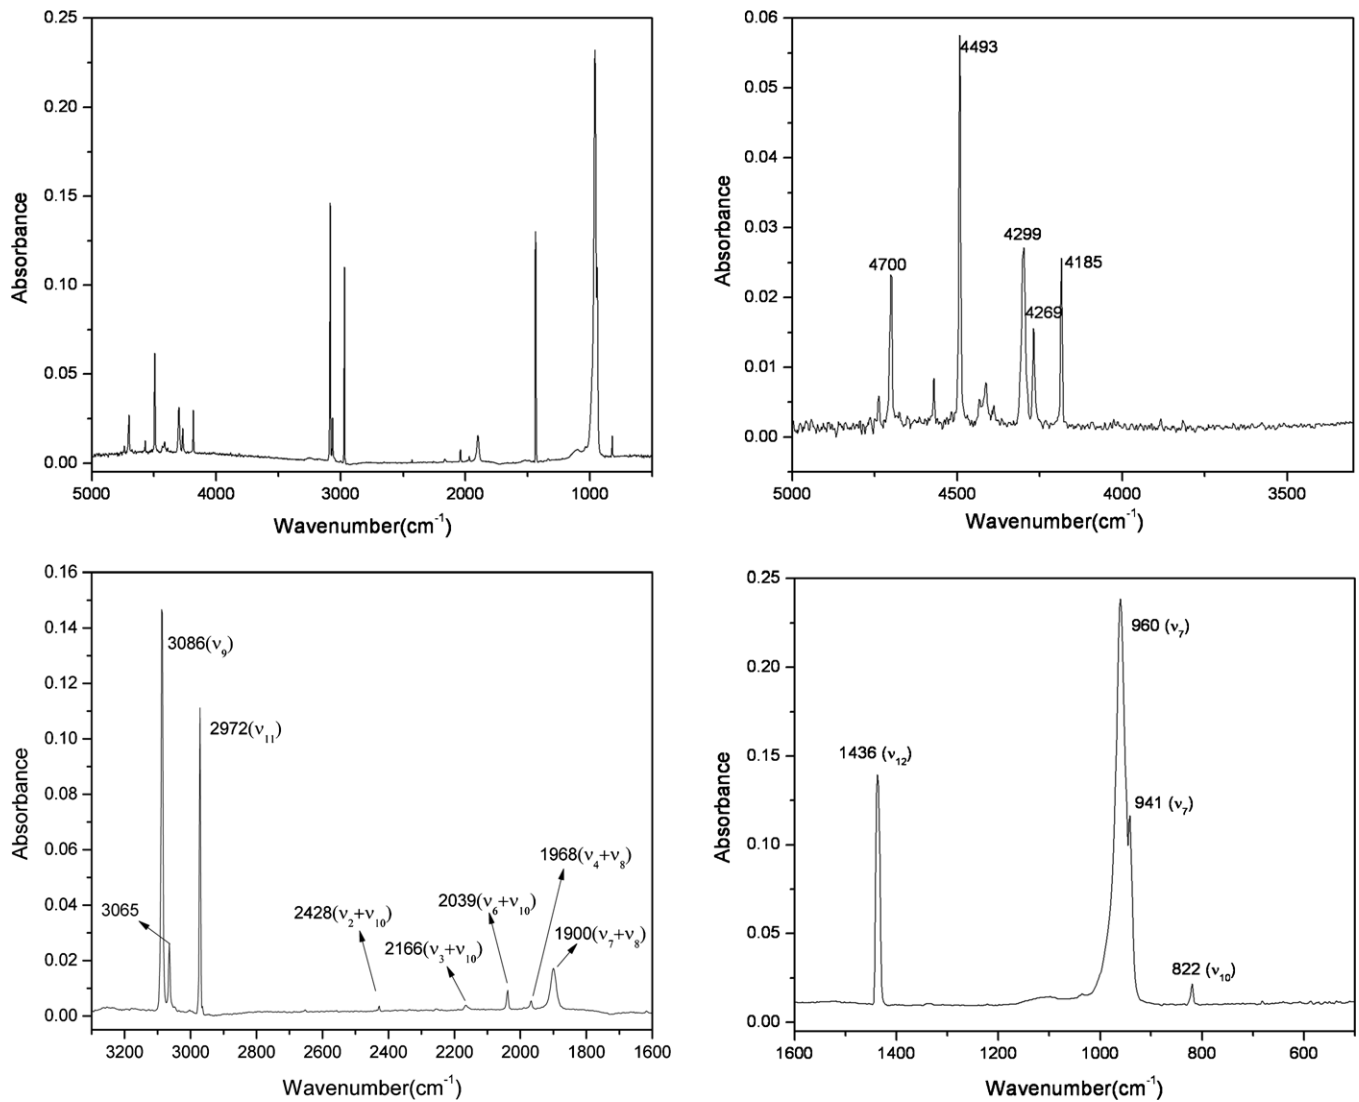 0.25
0.20
0.15
0.10
0.05
0.00
Absorbance
5000 4000 3000 2000 1000
Wavenumber(cm⁻¹)
0.06
0.05
0.04
0.03
0.02
0.01
0.00
Absorbance
4493
4700
4299
4269
4185
5000 4500 4000 3500
Wavenumber(cm⁻¹)
0.16
0.14
0.12
0.10
0.08
0.06
0.04
0.02
0.00
Absorbance
3086(ν₉)
2972(ν₁₁)
3065
2428(ν₂+ν₁₀)
2166(ν₃+ν₁₀)
2039(ν₆+ν₁₀)
1968(ν₄+ν₈)
1900(ν₇+ν₈)
3200 3000 2800 2600 2400 2200 2000 1800 1600
Wavenumber(cm⁻¹)
0.25
0.20
0.15
0.10
0.05
0.00
Absorbance
960 (ν₇)
1436 (ν₁₂)
941 (ν₇)
822 (ν₁₀)
1600 1400 1200 1000 800 600
Wavenumber(cm⁻¹)